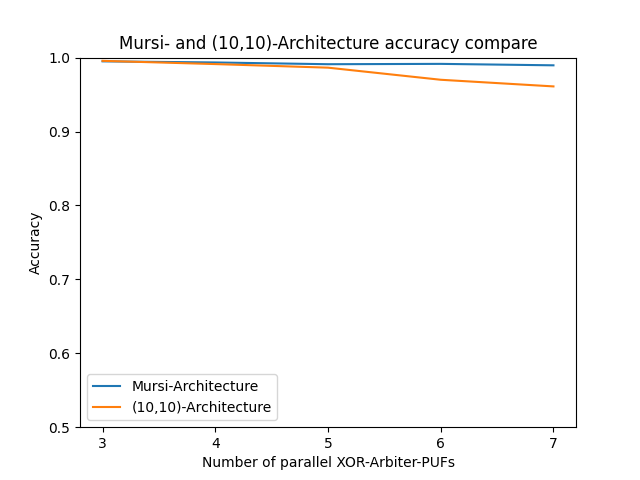 Mursi- and (10,10)-Architecture accuracy compare
1.0
0.9
0.8
0.7
0.6
0.5
Accuracy
Mursi-Architecture
(10,10)-Architecture
3 4 5 6 7
Number of parallel XOR-Arbiter-PUFs